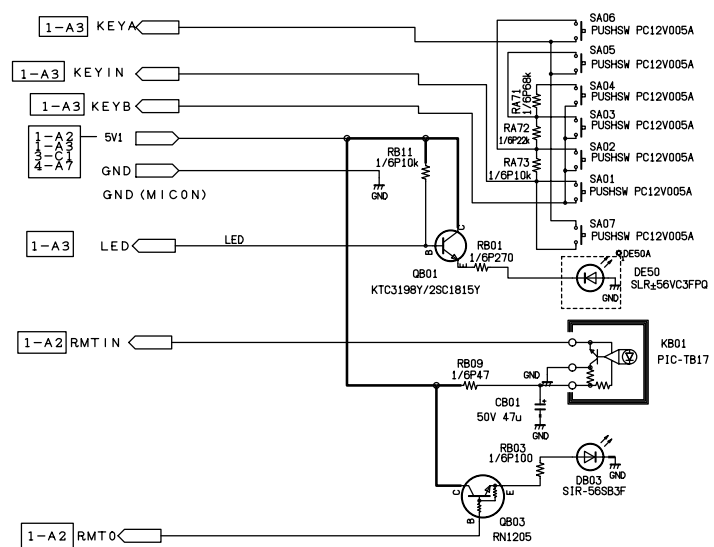 1-A3 KEYA
1-A3 KEYIN
1-A3 KEYB
1-A2
1-A3
3-C1
4-A7
5V1
GND
GND (MICON)
1-A3 LED
LED
1-A2 RMTIN
1-A2 RMTO
RB11
1/6P10k
GND
B
C
E
QB01
KTC3198Y/2SC1815Y
RB01
1/6P270
RA71
1/6P68k
RA72
1/6P22k
RA73
1/6P10k
SA06
PUSHSW PC12V005A
SA05
PUSHSW PC12V005A
SA04
PUSHSW PC12V005A
SA03
PUSHSW PC12V005A
SA02
PUSHSW PC12V005A
SA01
PUSHSW PC12V005A
SA07
PUSHSW PC12V005A
DE50A
DE50
SLR±56VC3FPQ
GND
KB01
PIC-TB17
GND
RB09
1/6P47
CB01
50V 47u
+
GND
RB03
1/6P100
GND
DB03
SIR-56SB3F
C
E
B
QB03
RN1205